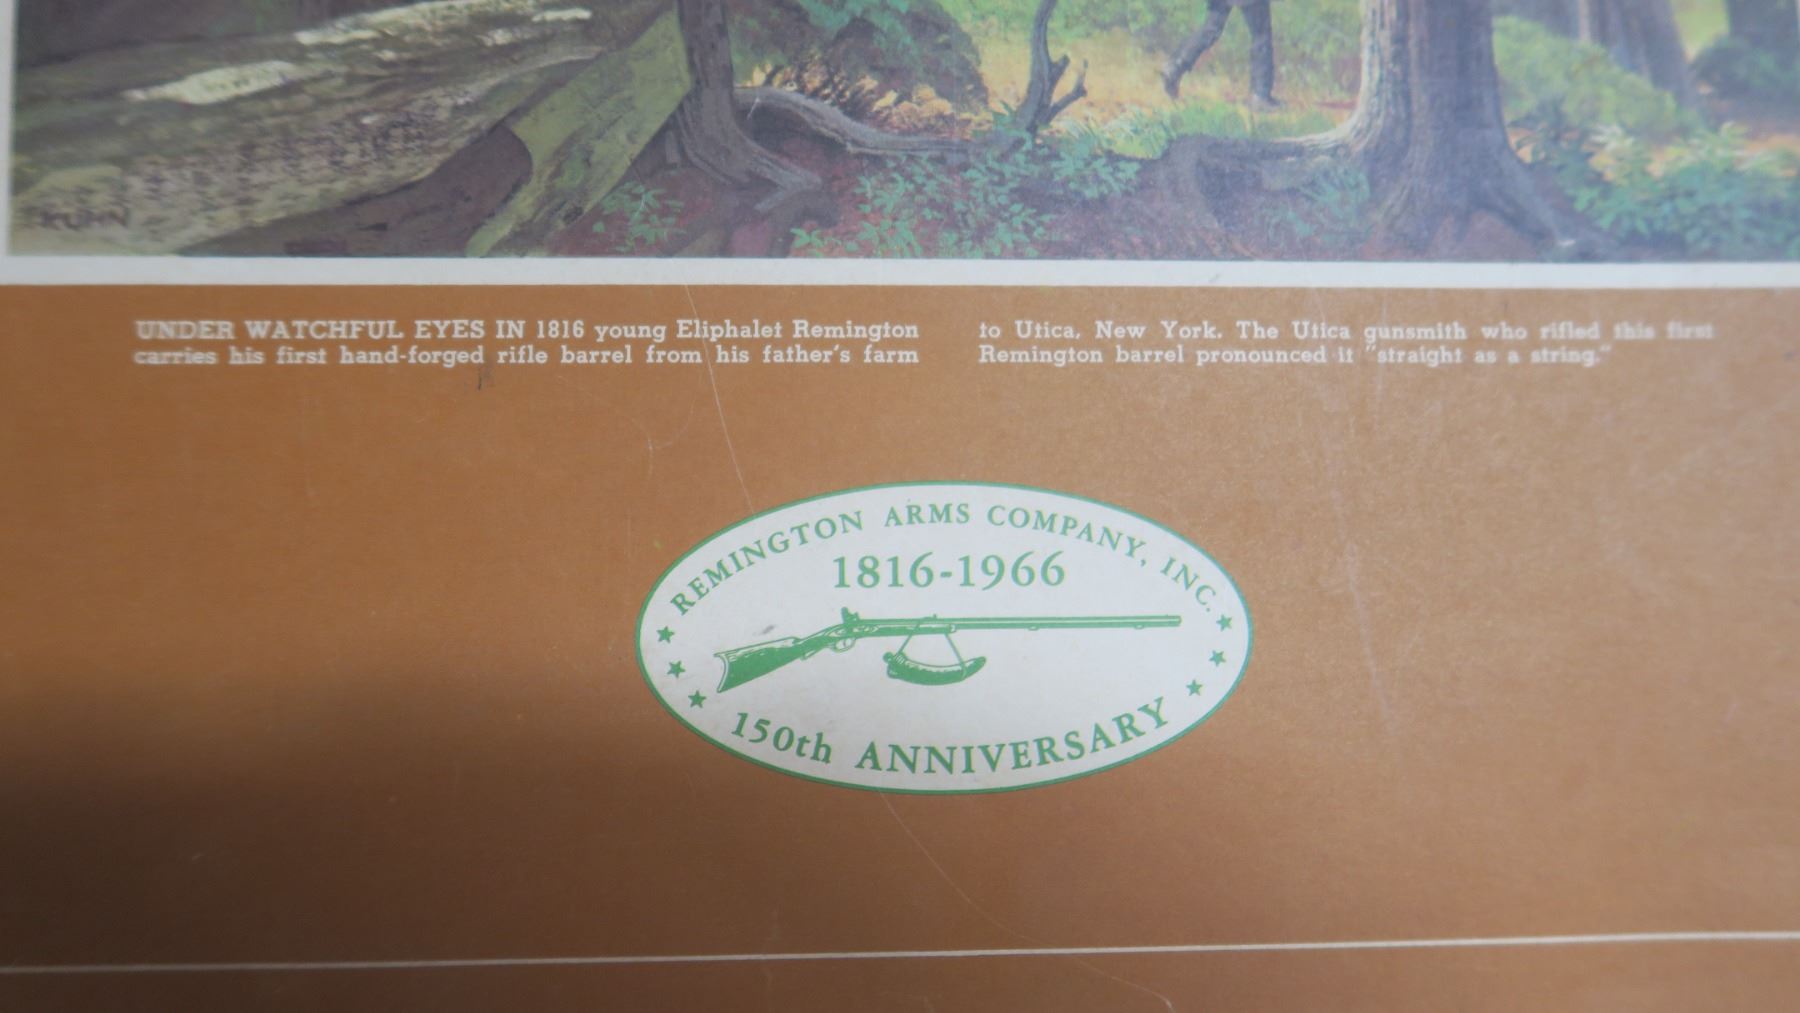 KUHN
UNDER WATCHFUL EYES IN 1816 young Eliphalet Remington
carries his first hand-forged rifle barrel from his father's farm
to Utica, New York. The Utica gunsmith who rifled this first
Remington barrel pronounced it "straight as a string."
REMINGTON ARMS COMPANY, INC.
1816-1966
150th ANNIVERSARY